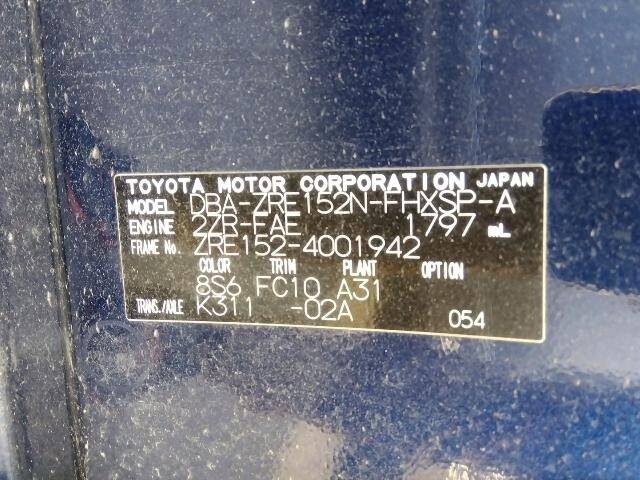 TOYOTA MOTOR CORPORATION JAPAN
MODEL DBA-ZRE152N-FHXSP-A
ENGINE 2ZR-FAE 1797 mL
FRAME No. ZRE152-4001942
COLOR TRIM PLANT OPTION
8S6 FC10 A31
TRANS./AXLE K311 -02A
054